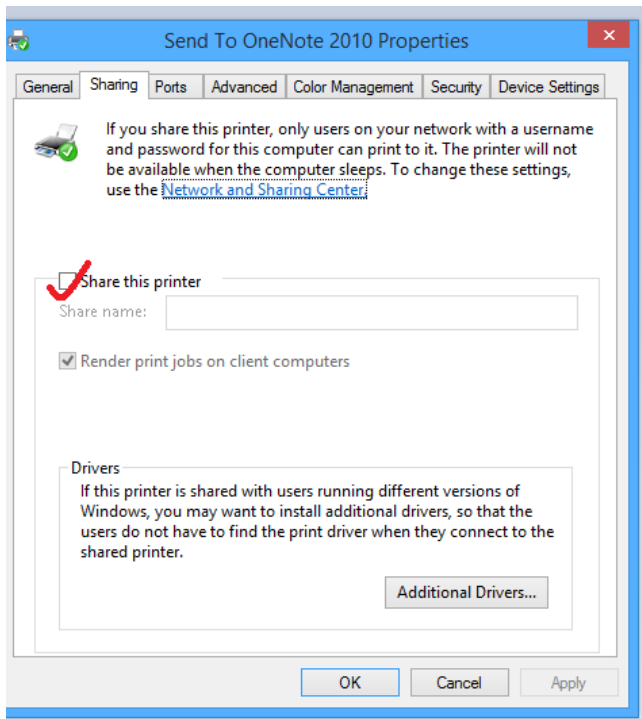 Send To OneNote 2010 Properties
General Sharing Ports Advanced Color Management Security Device Settings
If you share this printer, only users on your network with a username
and password for this computer can print to it. The printer will not
be available when the computer sleeps. To change these settings,
use the Network and Sharing Center.
Share this printer
Share name:
Render print jobs on client computers
Drivers
If this printer is shared with users running different versions of
Windows, you may want to install additional drivers, so that the
users do not have to find the print driver when they connect to the
shared printer.
Additional Drivers...
OK Cancel Apply